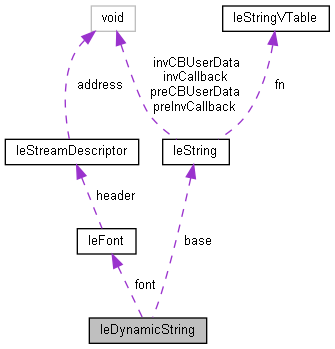 void
leStringVTable
invCBUserData
invCallback
preCBUserData
preInvCallback
address
fn
leStreamDescriptor
leString
header
leFont
base
font
leDynamicString